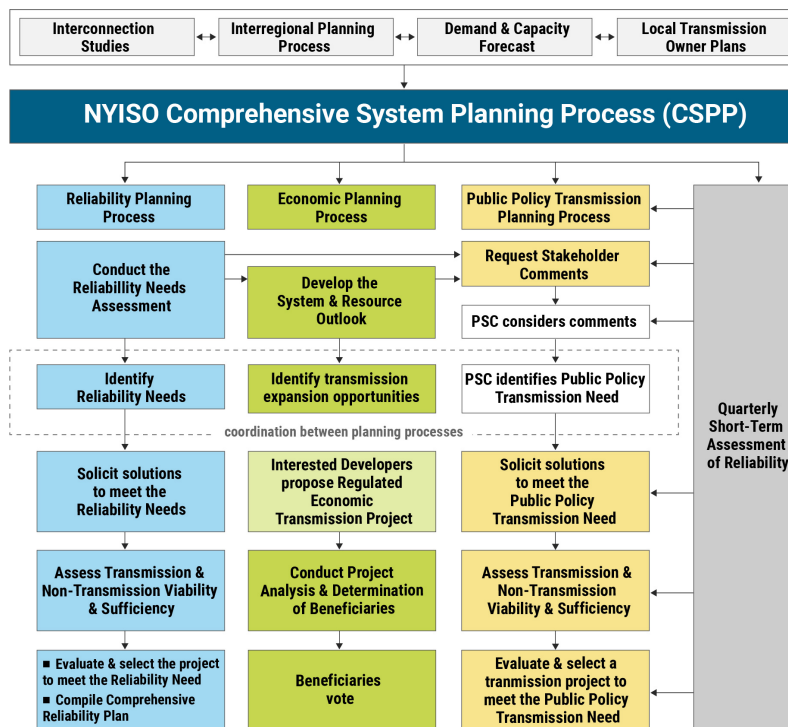 Interconnection
Studies
Interregional Planning
Process
Demand & Capacity
Forecast
Local Transmission
Owner Plans
NYISO Comprehensive System Planning Process (CSPP)
Reliability Planning
Process
Economic Planning
Process
Public Policy Transmission
Planning Process
Conduct the
Reliabillity Needs
Assessment
Develop the
System & Resource
Outlook
Request Stakeholder
Comments
PSC considers comments
Identify
Reliability Needs
Identify transmission
expansion opportunities
PSC identifies Public Policy
Transmission Need
coordination between planning processes
Quarterly
Short-Term
Assessment
of Reliability
Solicit solutions
to meet the
Reliability Needs
Interested Developers
propose Regulated
Economic
Transmission Project
Solicit solutions
to meet the
Public Policy
Transmission Need
Assess Transmission &
Non-Transmission Viability
& Sufficiency
Conduct Project
Analysis & Determination
of Beneficiaries
Assess Transmission &
Non-Transmission
Viability & Sufficiency
■ Evaluate & select the project
to meet the Reliability Need
■ Compile Comprehensive
Reliability Plan
Beneficiaries
vote
Evaluate & select a
tranmission project to
meet the Public Policy
Transmission Need